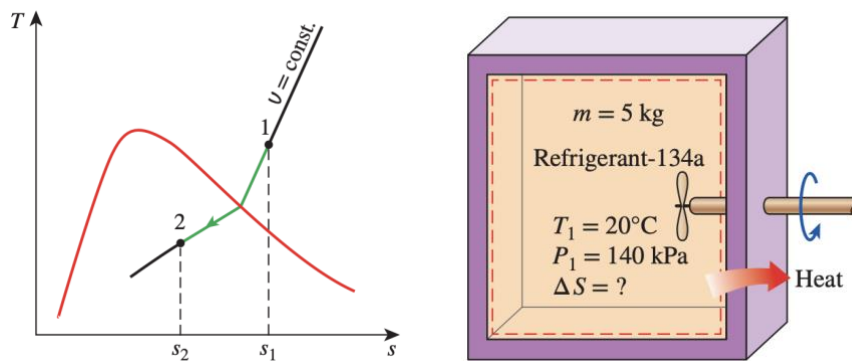 T
υ = const.
1
2
s₂
s₁
s
m = 5 kg
Refrigerant-134a
T₁ = 20°C
P₁ = 140 kPa
ΔS = ?
Heat